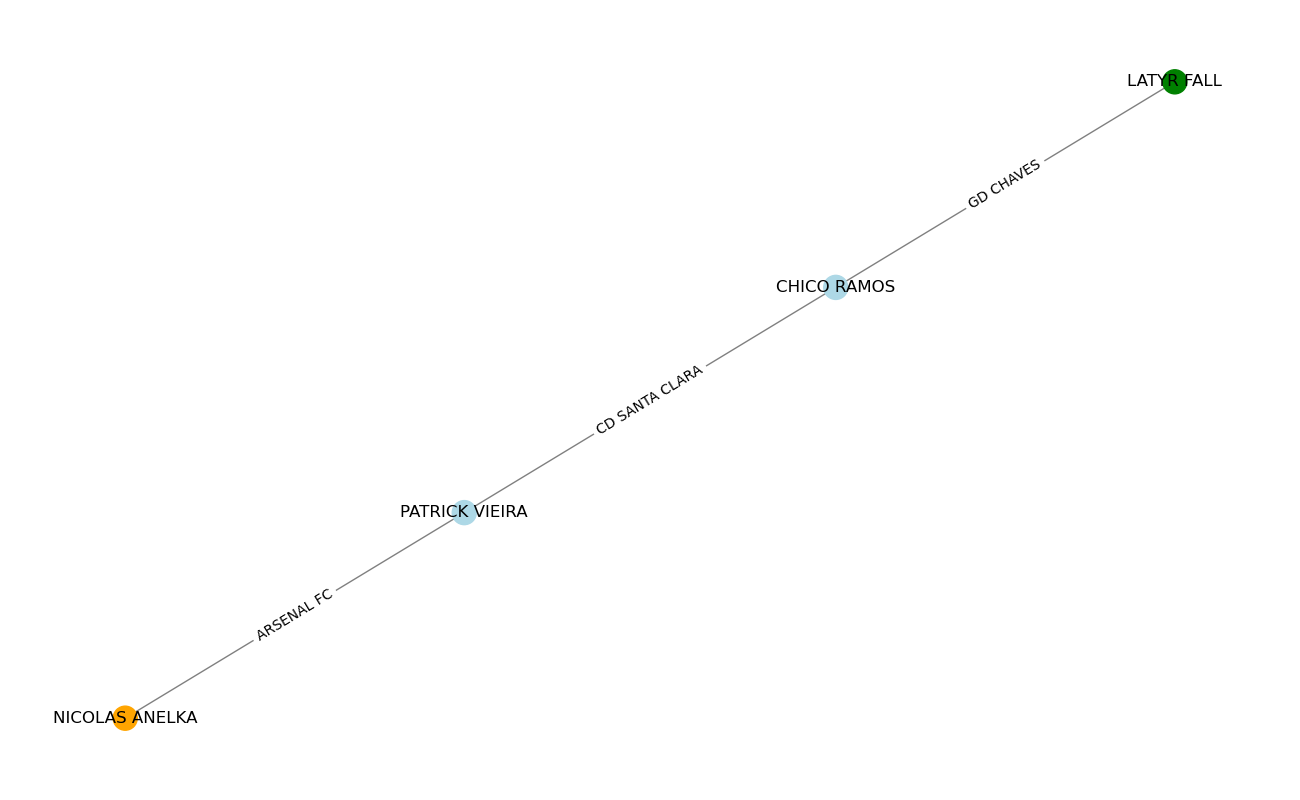 LATYR FALL
GD CHAVES
CHICO RAMOS
CD SANTA CLARA
PATRICK VIEIRA
ARSENAL FC
NICOLAS ANELKA